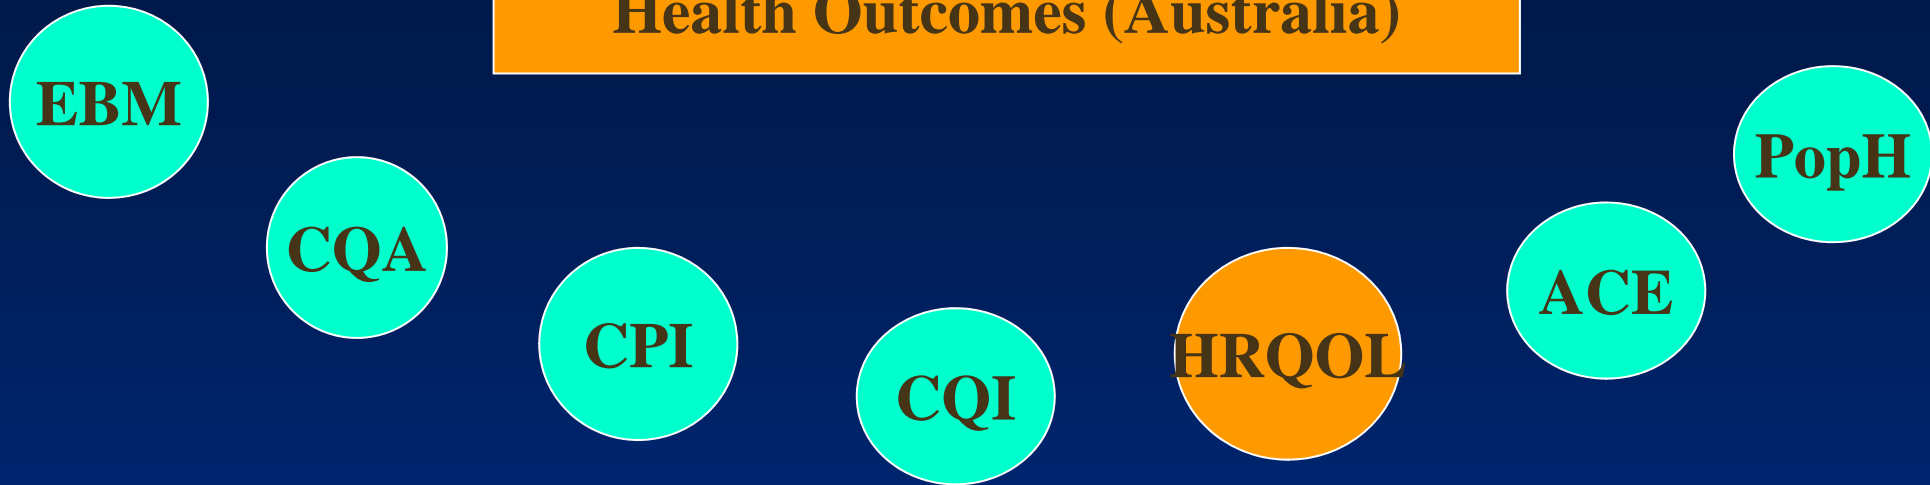 Health Outcomes (Australia)
EBM
PopH
CQA
ACE
CPI
HRQOL
CQI